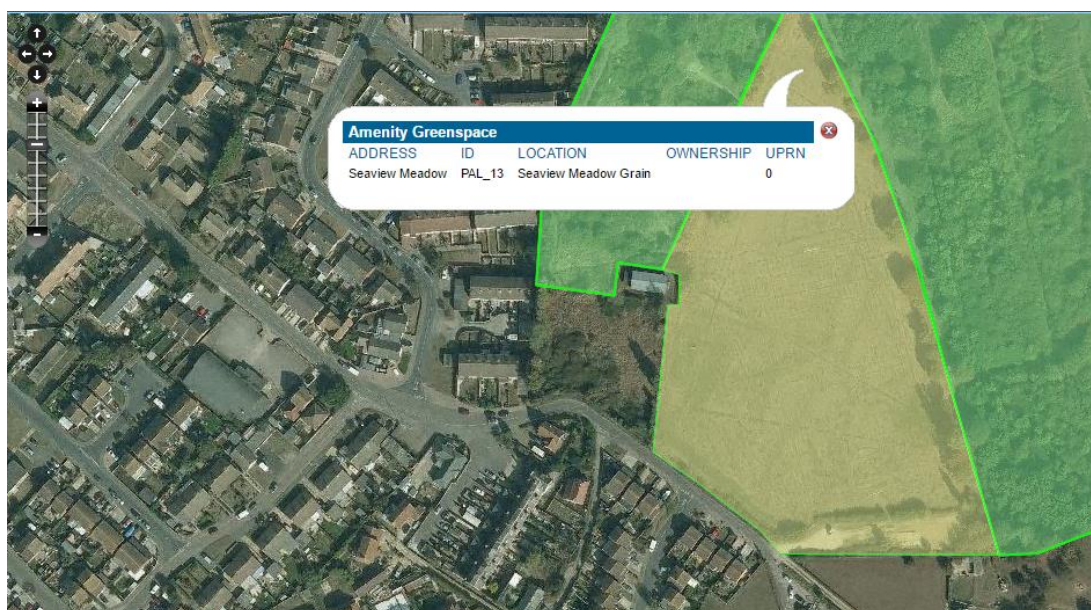 Amenity Greenspace
ADDRESS ID LOCATION OWNERSHIP UPRN
Seaview Meadow PAL_13 Seaview Meadow Grain 0